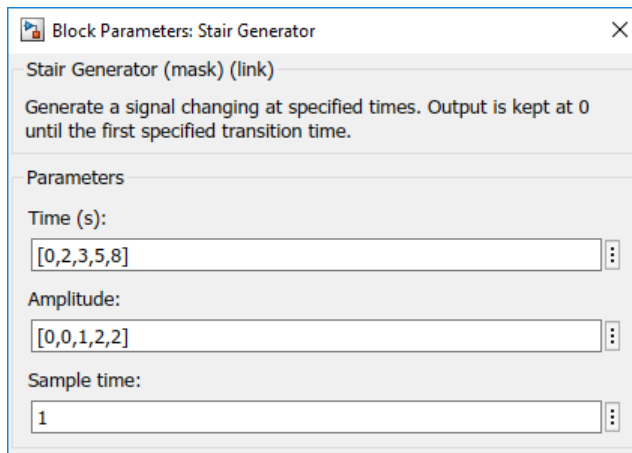 Block Parameters: Stair Generator
Stair Generator (mask) (link)
Generate a signal changing at specified times. Output is kept at 0
until the first specified transition time.
Parameters
Time (s):
[0,2,3,5,8]
Amplitude:
[0,0,1,2,2]
Sample time:
1